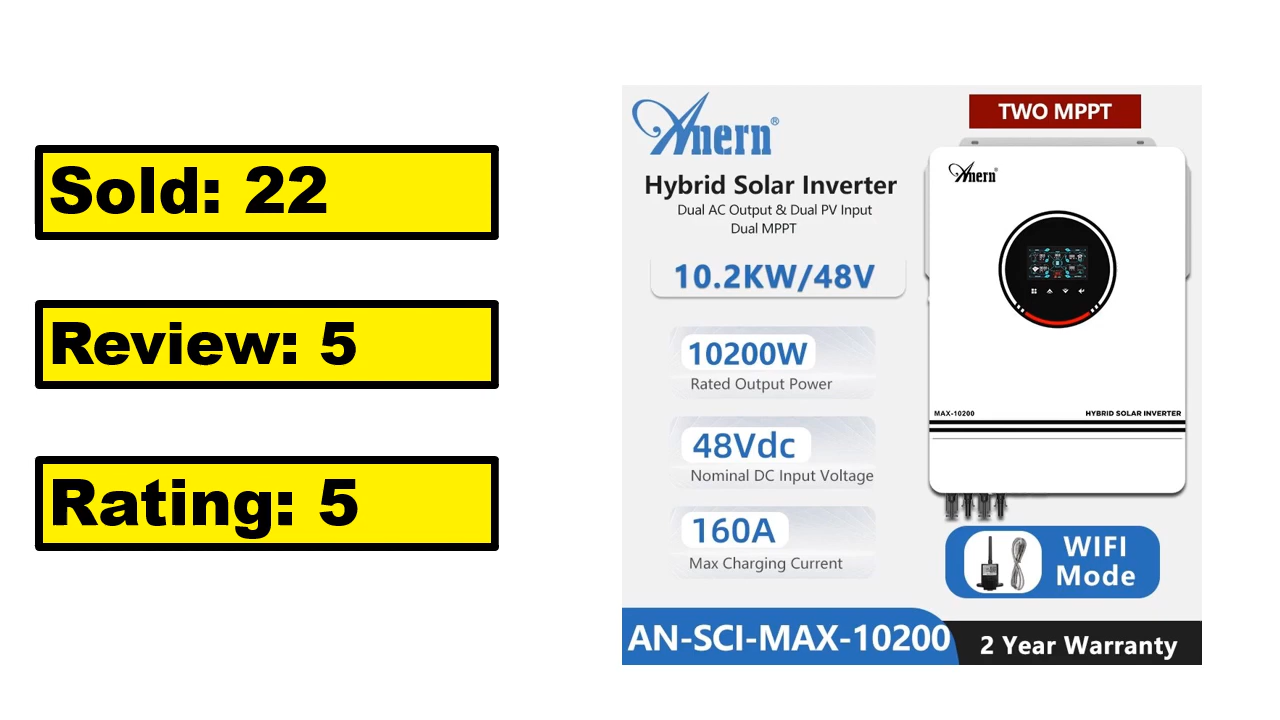 Sold: 22
Review: 5
Rating: 5
Anern®
Hybrid Solar Inverter
Dual AC Output & Dual PV Input
Dual MPPT
10.2KW/48V
10200W
Rated Output Power
48Vdc
Nominal DC Input Voltage
160A
Max Charging Current
AN-SCI-MAX-10200
TWO MPPT
Anern®
MAX-10200 HYBRID SOLAR INVERTER
WIFI
Mode
2 Year Warranty